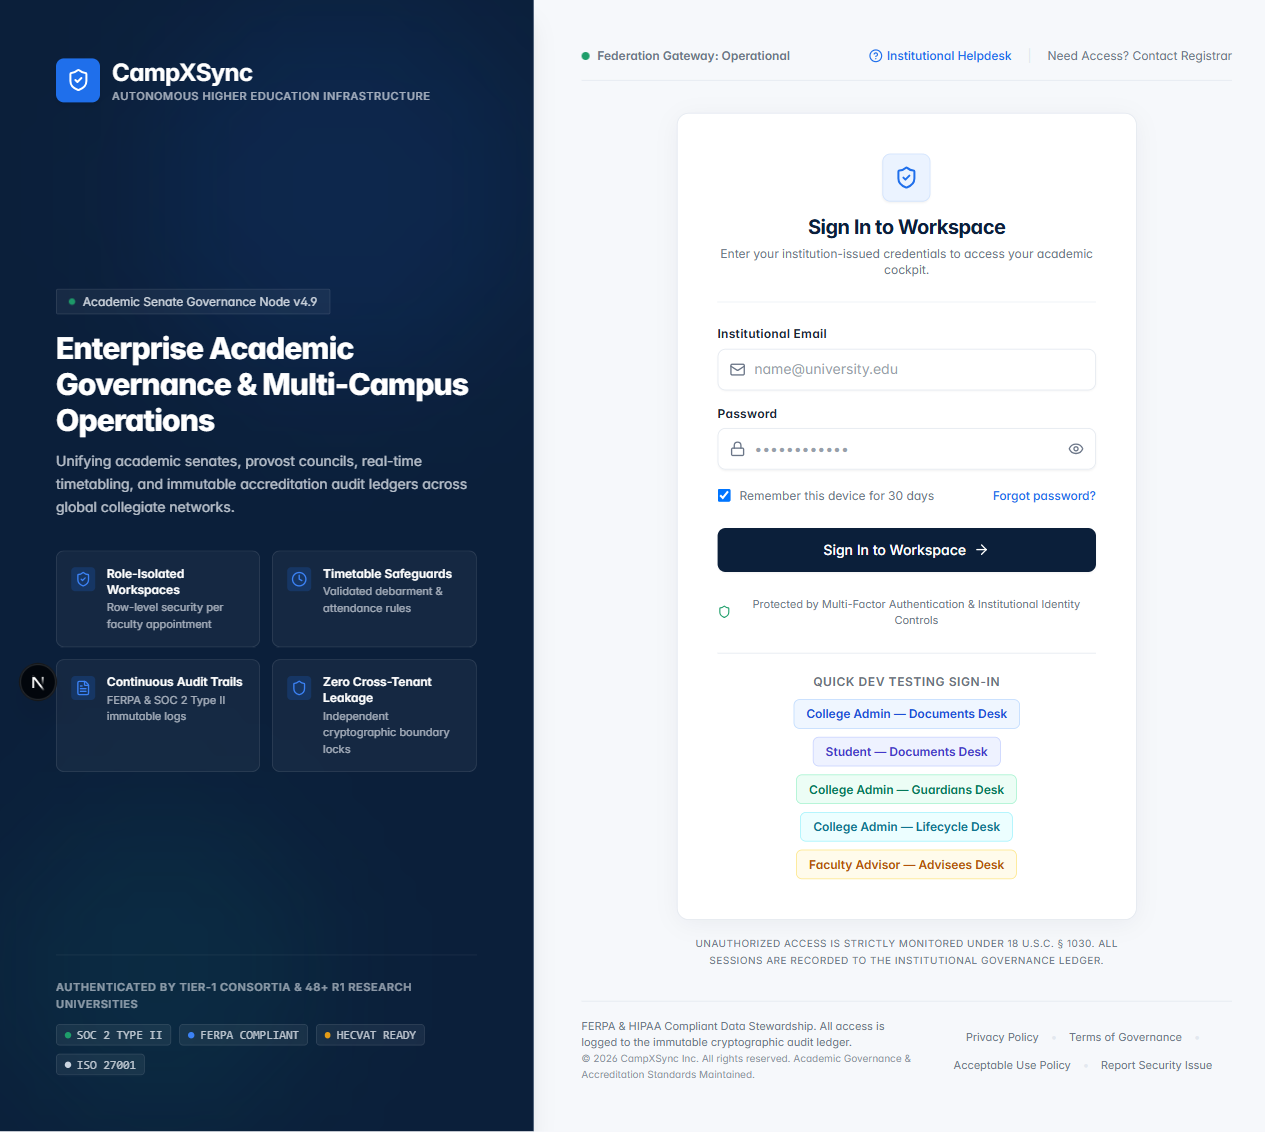 CampXSync
AUTONOMOUS HIGHER EDUCATION INFRASTRUCTURE
Academic Senate Governance Node v4.9
Enterprise Academic
Governance & Multi-Campus
Operations
Unifying academic senates, provost councils, real-time
timetabling, and immutable accreditation audit ledgers across
global collegiate networks.
Role-Isolated
Workspaces
Row-level security per
faculty appointment
Timetable Safeguards
Validated debarment &
attendance rules
N
Continuous Audit Trails
FERPA & SOC 2 Type II
immutable logs
Zero Cross-Tenant
Leakage
Independent
cryptographic boundary
locks
AUTHENTICATED BY TIER-1 CONSORTIA & 48+ R1 RESEARCH
UNIVERSITIES
SOC 2 TYPE II
FERPA COMPLIANT
HECVAT READY
ISO 27001
Federation Gateway: Operational
Institutional Helpdesk
Need Access? Contact Registrar
Sign In to Workspace
Enter your institution-issued credentials to access your academic
cockpit.
Institutional Email
name@university.edu
Password
••••••••••••
Remember this device for 30 days
Forgot password?
Sign In to Workspace →
Protected by Multi-Factor Authentication & Institutional Identity
Controls
QUICK DEV TESTING SIGN-IN
College Admin — Documents Desk
Student — Documents Desk
College Admin — Guardians Desk
College Admin — Lifecycle Desk
Faculty Advisor — Advisees Desk
UNAUTHORIZED ACCESS IS STRICTLY MONITORED UNDER 18 U.S.C. § 1030. ALL
SESSIONS ARE RECORDED TO THE INSTITUTIONAL GOVERNANCE LEDGER.
FERPA & HIPAA Compliant Data Stewardship. All access is
logged to the immutable cryptographic audit ledger.
© 2026 CampXSync Inc. All rights reserved. Academic Governance &
Accreditation Standards Maintained.
Privacy Policy • Terms of Governance •
Acceptable Use Policy • Report Security Issue